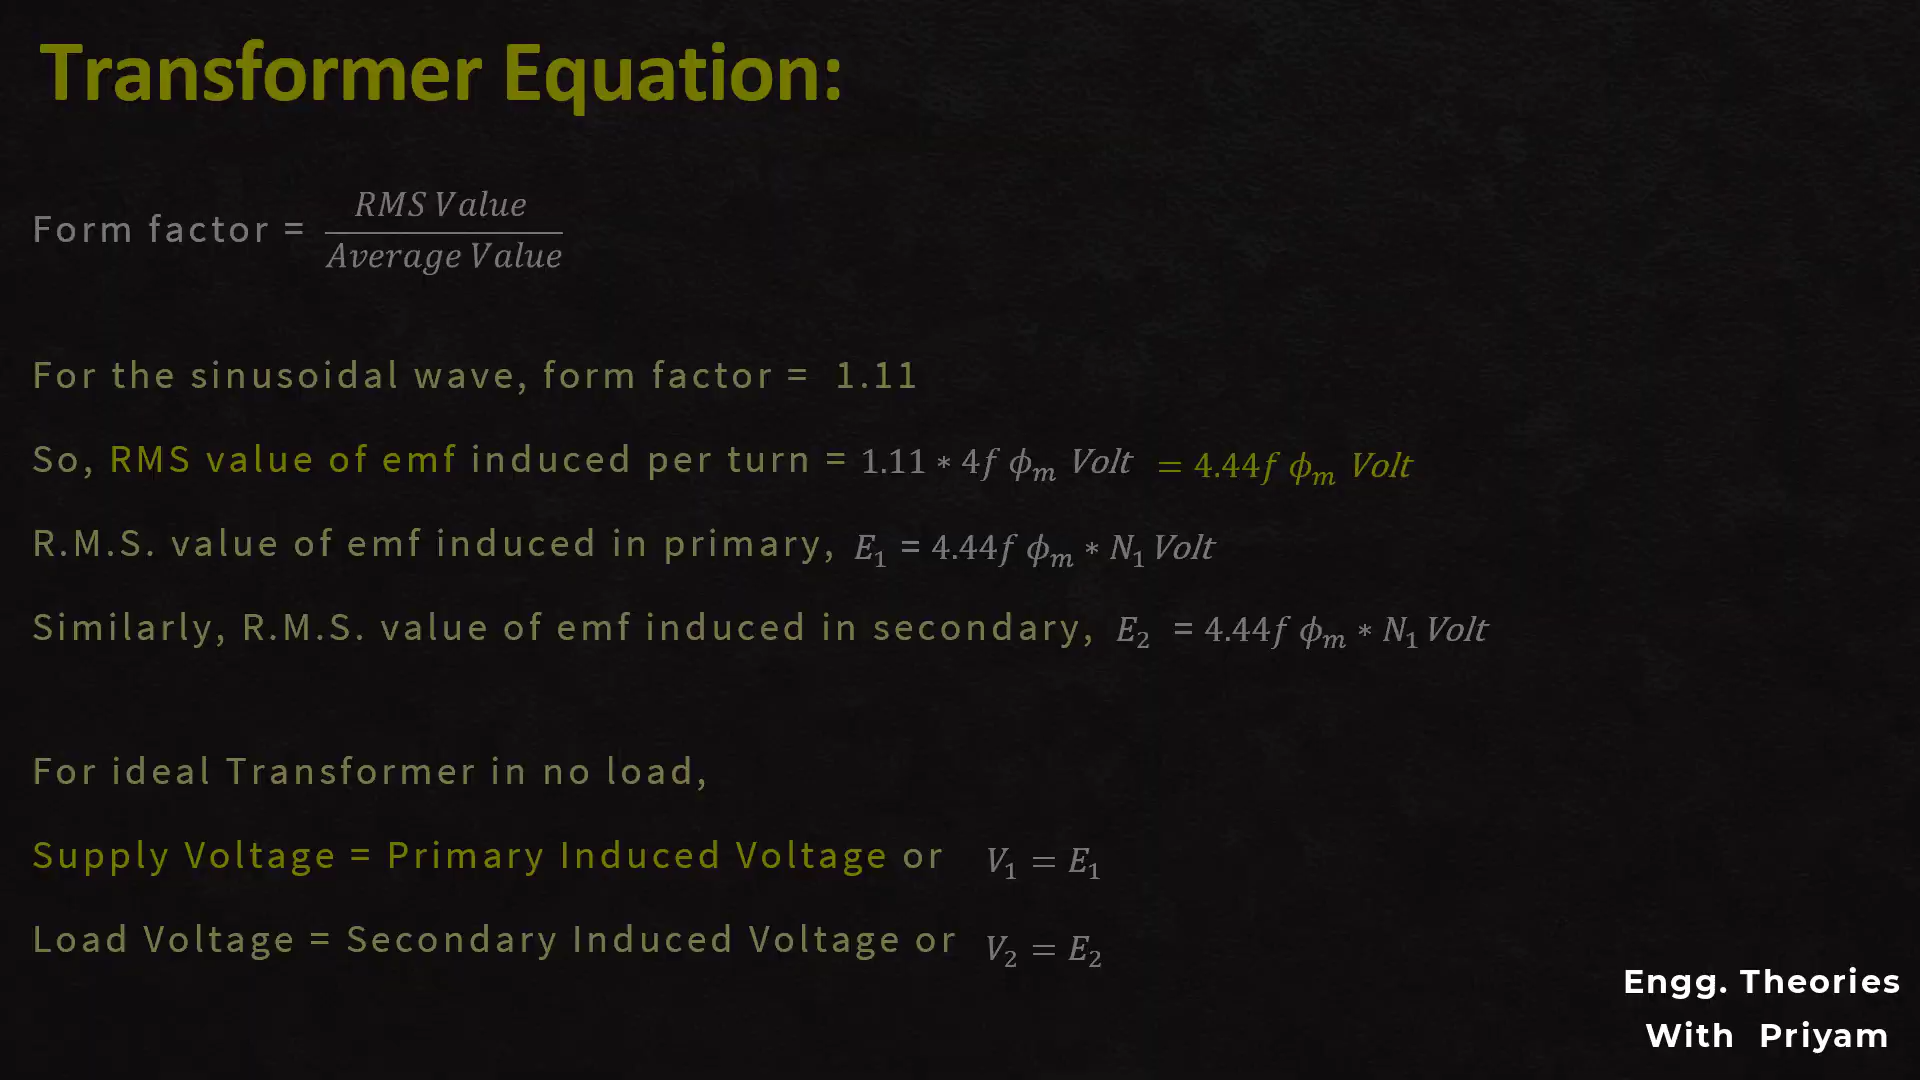 Transformer Equation:
Form factor = RMS Value / Average Value
For the sinusoidal wave, form factor = 1.11
So, RMS value of emf induced per turn = 1.11 * 4f ϕₘ Volt = 4.44f ϕₘ Volt
R.M.S. value of emf induced in primary, E₁ = 4.44f ϕₘ * N₁ Volt
Similarly, R.M.S. value of emf induced in secondary, E₂ = 4.44f ϕₘ * N₁ Volt
For ideal Transformer in no load,
Supply Voltage = Primary Induced Voltage or V₁ = E₁
Load Voltage = Secondary Induced Voltage or V₂ = E₂
Engg. Theories
With Priyam